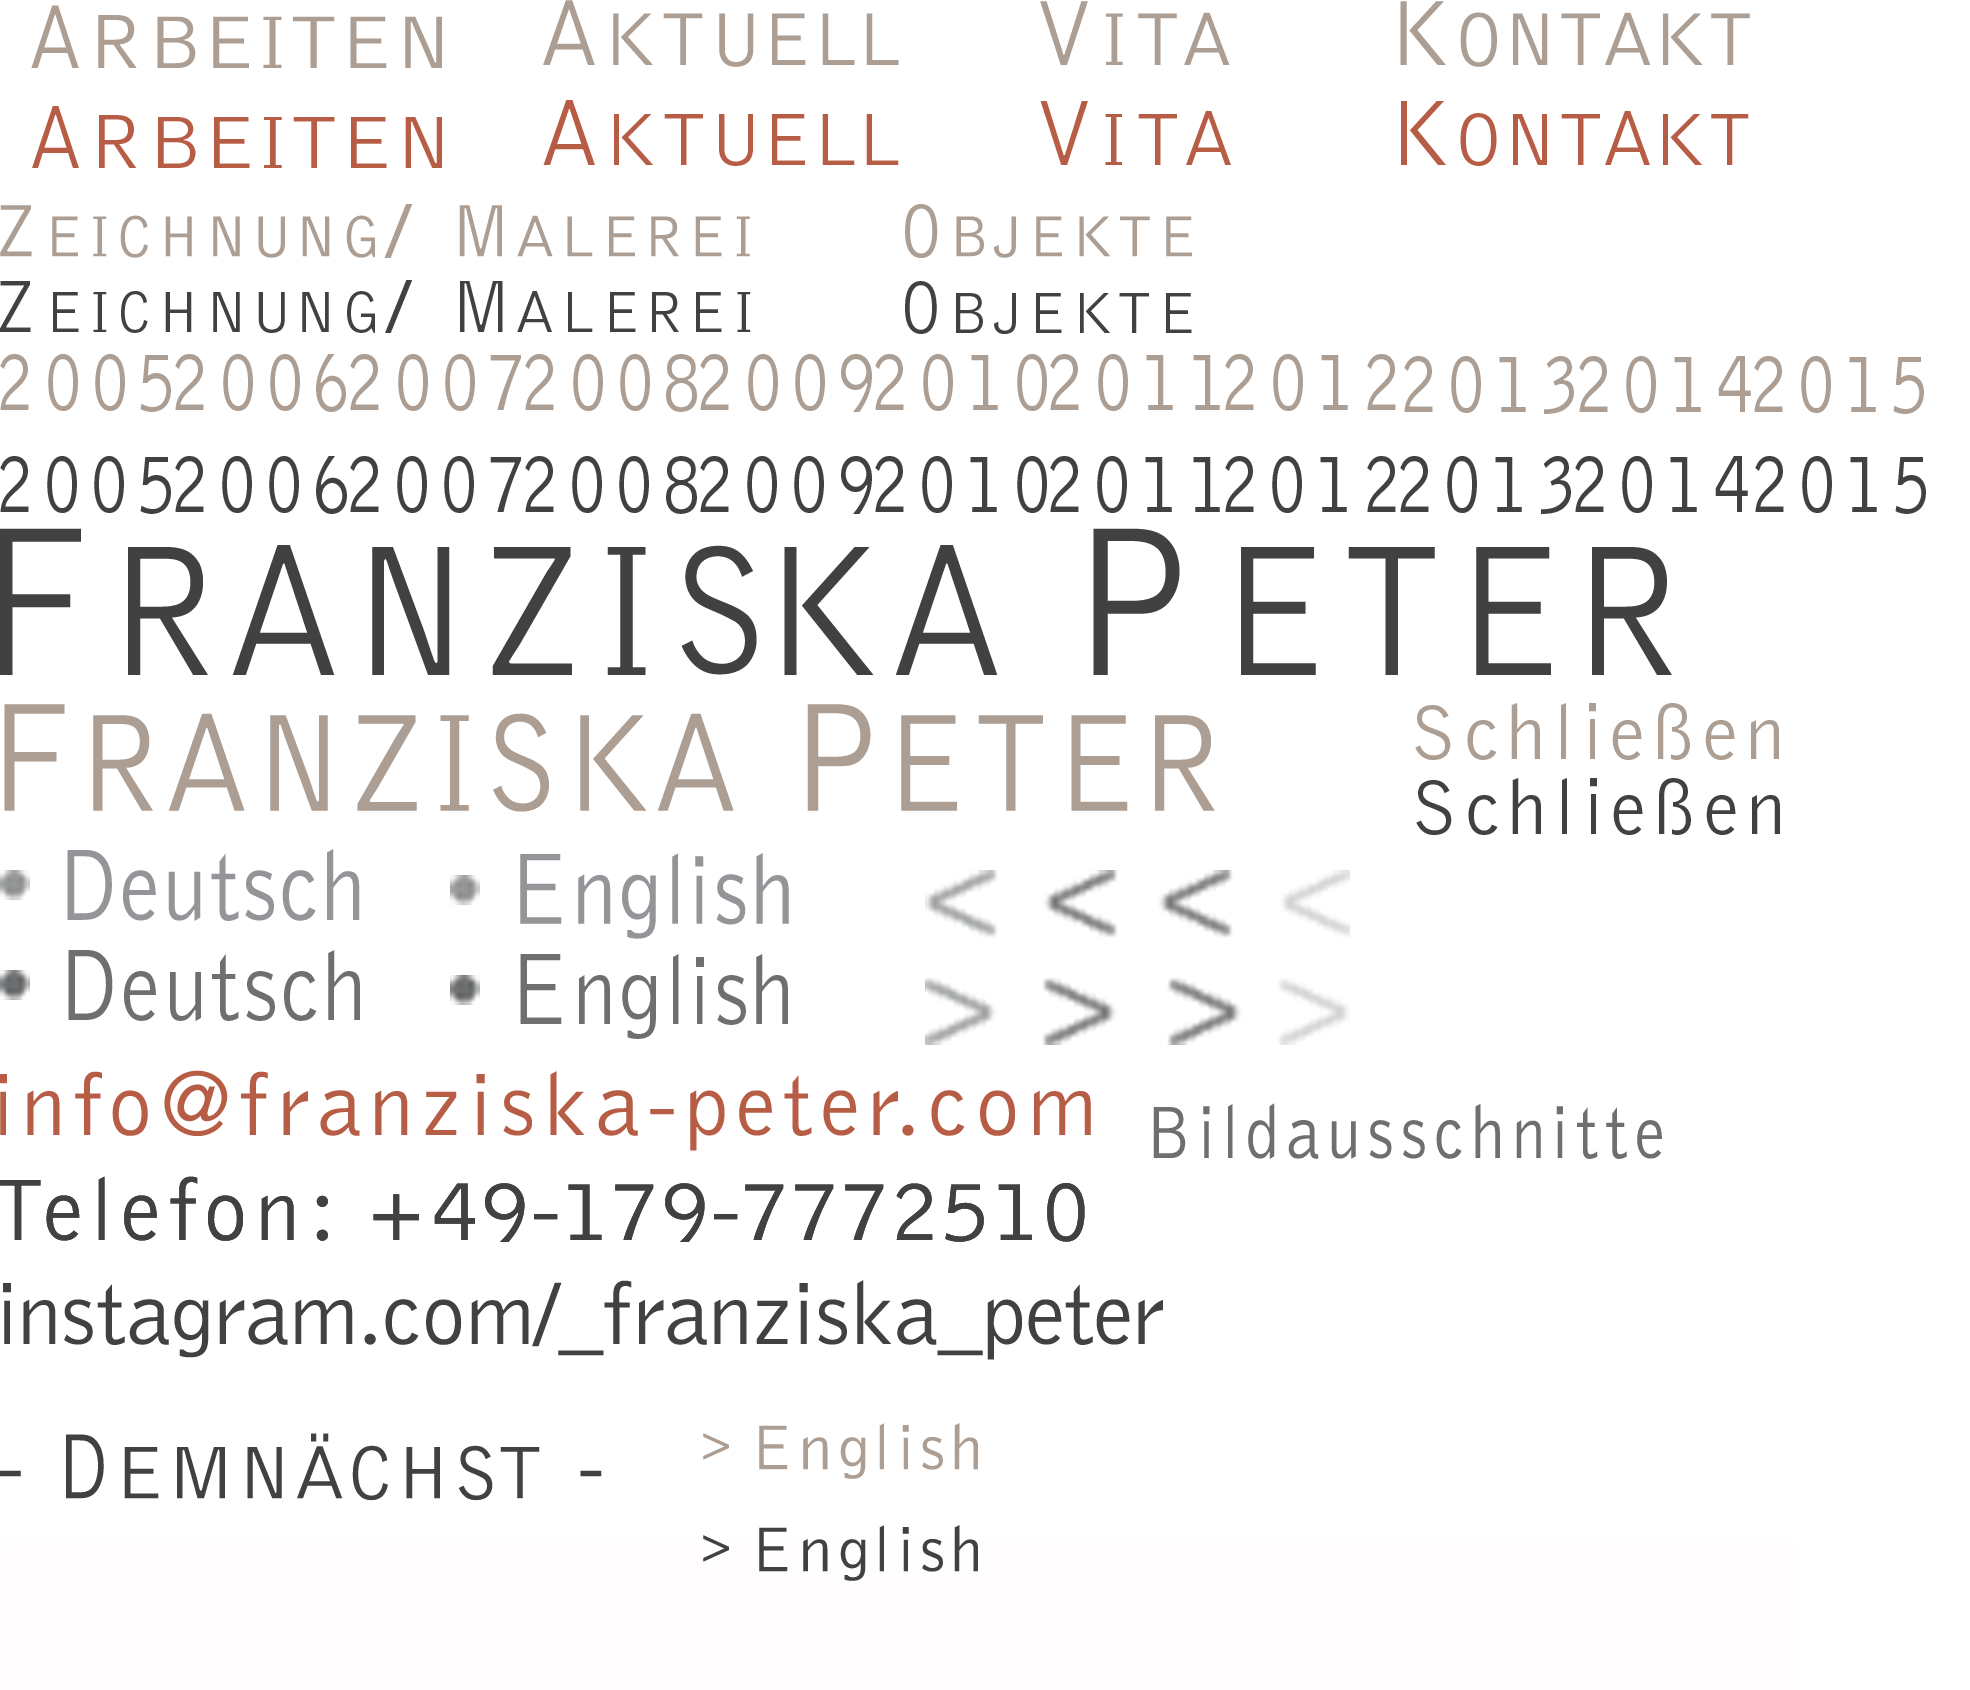 ARBEITEN AKTUELL VITA KONTAKT
ARBEITEN AKTUELL VITA KONTAKT
ZEICHNUNG/ MALEREI OBJEKTE
ZEICHNUNG/ MALEREI OBJEKTE
2005 2006 2007 2008 2009 2010 2011 2012 2013 2014 2015
2005 2006 2007 2008 2009 2010 2011 2012 2013 2014 2015
FRANZISKA PETER
FRANZISKA PETER Schließen
Schließen
• Deutsch • English < < < <
• Deutsch • English > > > >
info@franziska-peter.com
Bildausschnitte
Telefon: +49-179-7772510
instagram.com/_franziska_peter
- DEMNÄCHST - > English
> English